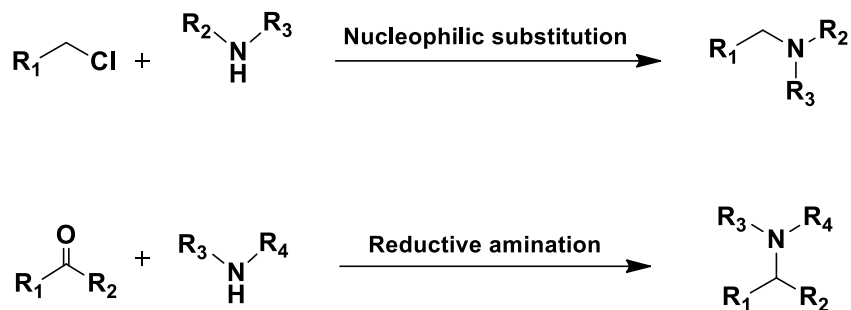 R1 Cl + R2 N H R3 Nucleophilic substitution R1 N R2 R3
O R1 R2 + R3 N H R4 Reductive amination R3 N R4 R1 R2